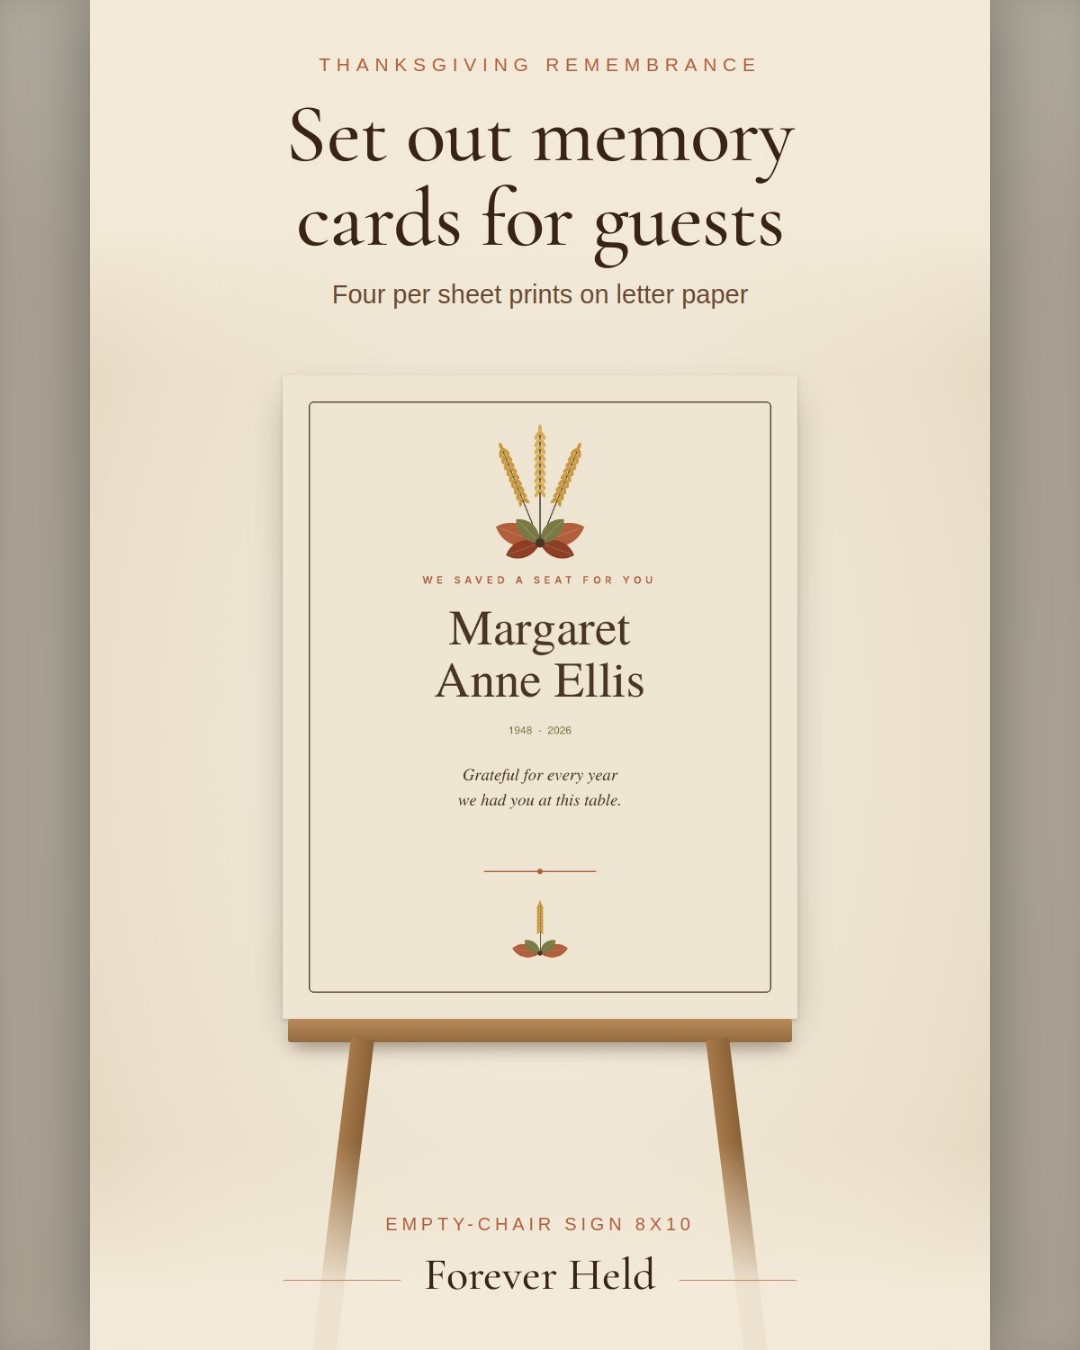 THANKSGIVING REMEMBRANCE
Set out memory
cards for guests
Four per sheet prints on letter paper
WE SAVED A SEAT FOR YOU
Margaret
Anne Ellis
1948 - 2026
Grateful for every year
we had you at this table.
EMPTY-CHAIR SIGN 8X10
Forever Held